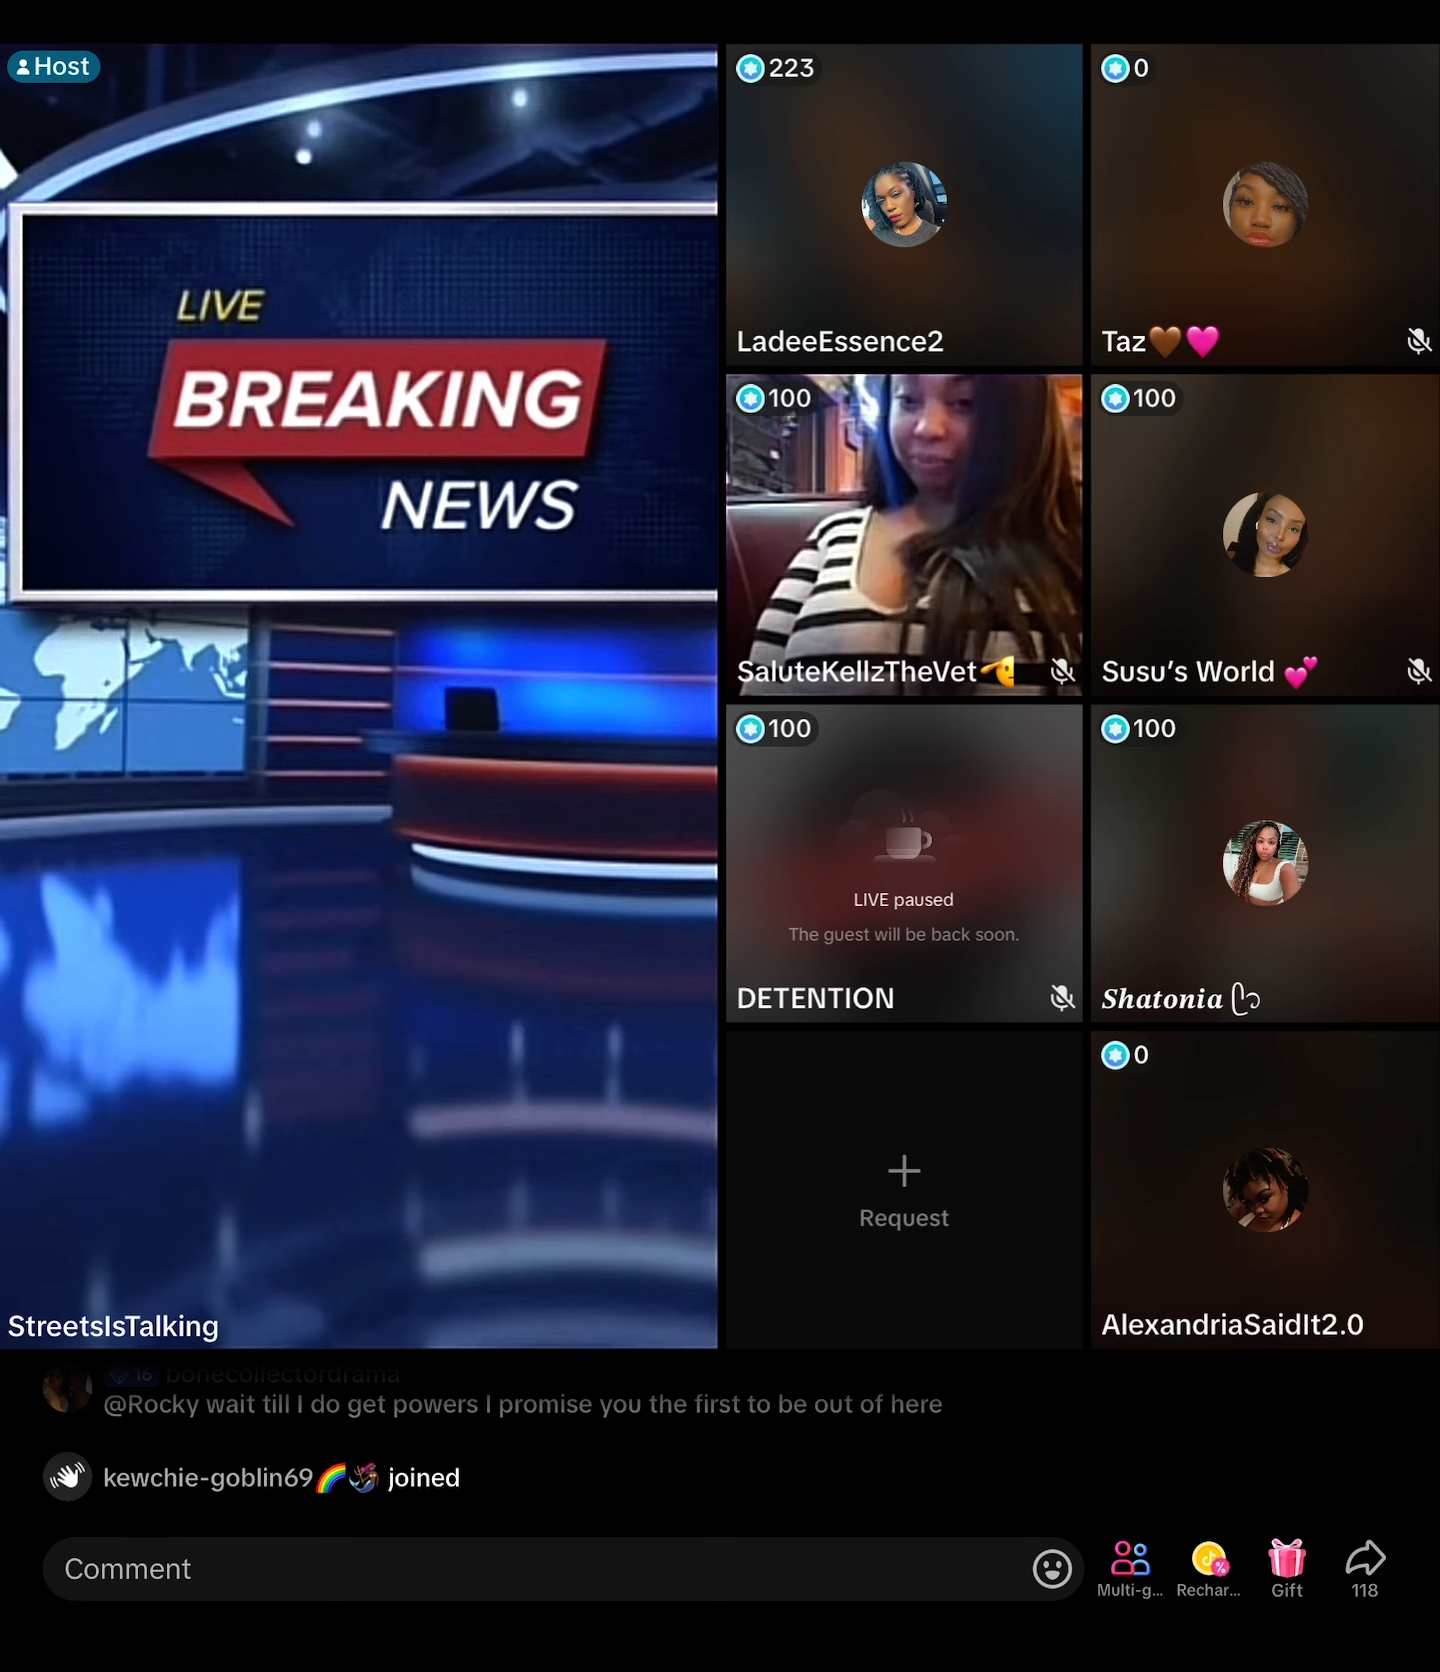 Host
LIVE
BREAKING
NEWS
StreetsIsTalking
223
LadeeEssence2
0
Taz🤎🩷
100
SaluteKellzTheVet🫡
100
Susu's World 💕
100
LIVE paused
The guest will be back soon.
DETENTION
100
Shatonia
Request
0
AlexandriaSaidIt2.0
16 bonecollectordrama
@Rocky wait till I do get powers I promise you the first to be out of here
kewchie-goblin69🌈🧜🏾‍♀️ joined
Comment
Multi-g...
Rechar...
Gift
118